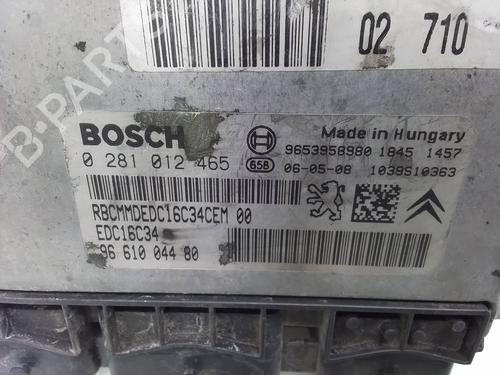 02 710
B-PARTS
BOSCH
Made in Hungary
0 281 012 465
9653958980 1845 1457
65B
06-05-08 1039S10363
RBCMMDEDC16C34CEM 00
EDC16C34
96 610 044 80